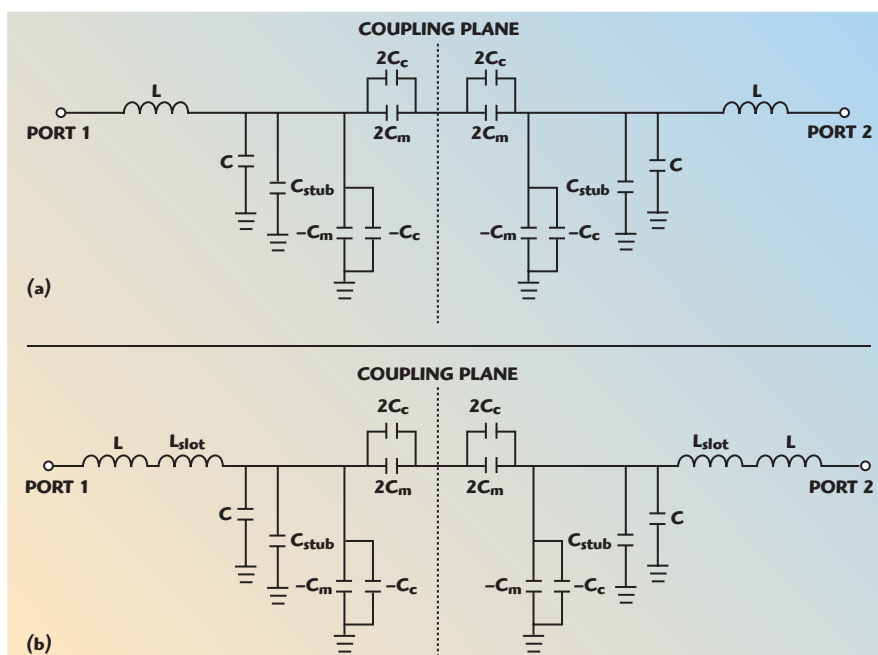 COUPLING PLANE
2Cc 2Cc
L L
PORT 1 2Cm 2Cm PORT 2
C Cstub Cstub C
–Cm –Cc –Cm –Cc
(a)
COUPLING PLANE
2Cc 2Cc
L Lslot Lslot L
PORT 1 2Cm 2Cm PORT 2
C Cstub Cstub C
–Cm –Cc –Cm –Cc
(b)